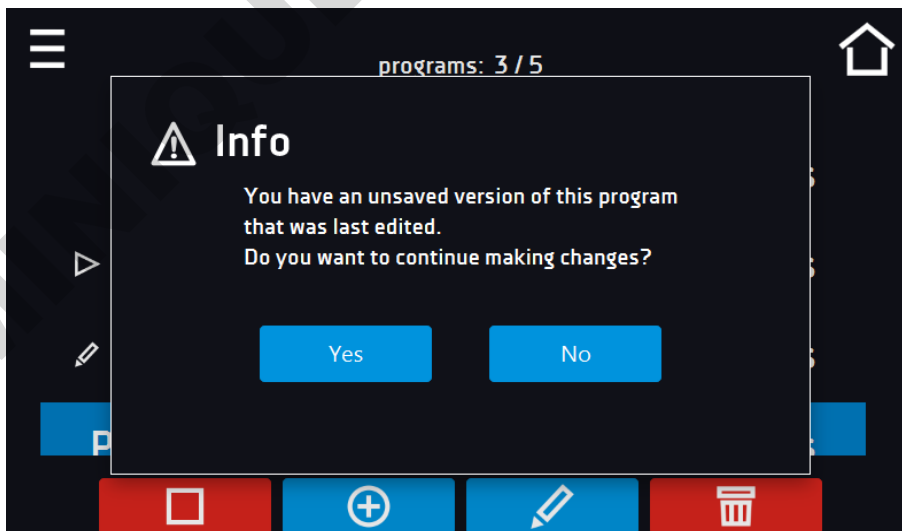 programs: 3 / 5
Info
You have an unsaved version of this program
that was last edited.
Do you want to continue making changes?
Yes
No